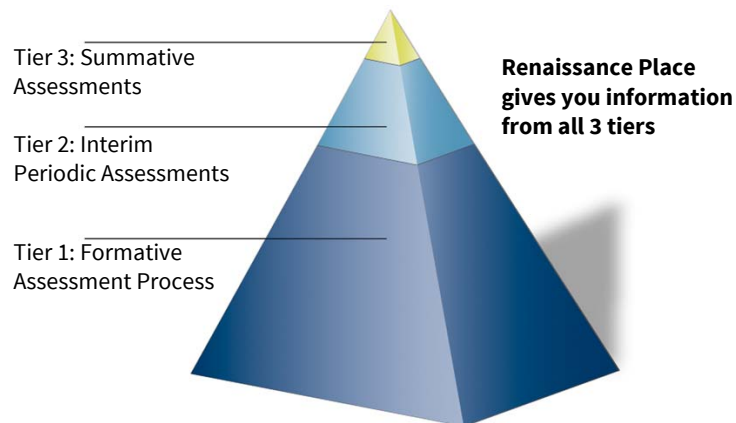 Tier 3: Summative
Assessments
Renaissance Place
gives you information
from all 3 tiers
Tier 2: Interim
Periodic Assessments
Tier 1: Formative
Assessment Process